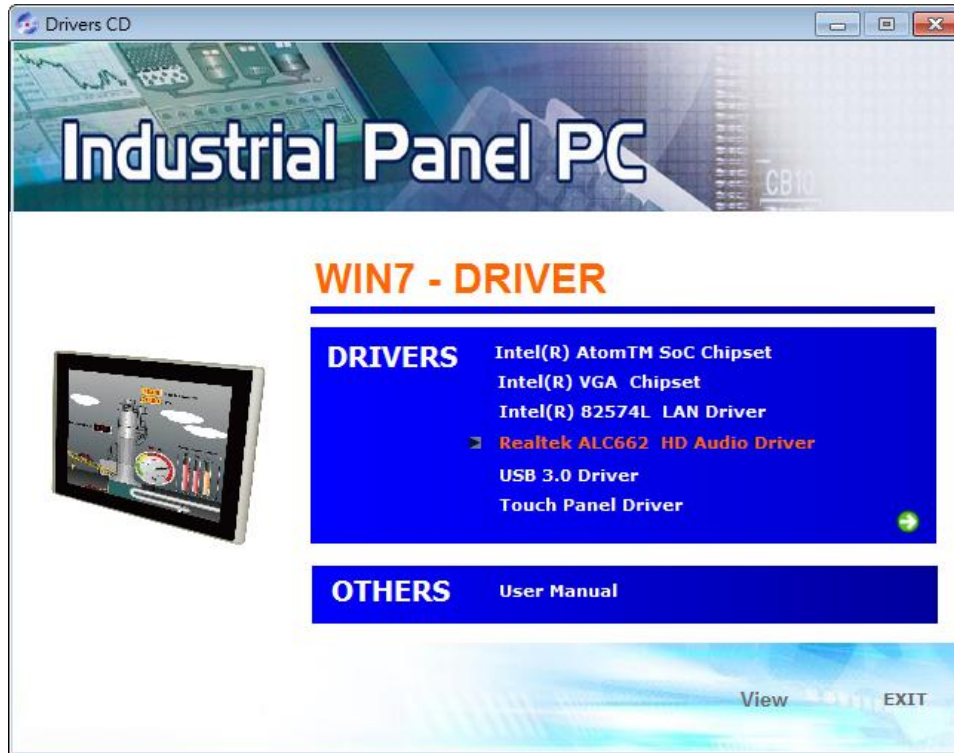 Drivers CD
Industrial Panel PC
CB10
WIN7 - DRIVER
DRIVERS
Intel(R) AtomTM SoC Chipset
Intel(R) VGA Chipset
Intel(R) 82574L LAN Driver
Realtek ALC662 HD Audio Driver
USB 3.0 Driver
Touch Panel Driver
OTHERS
User Manual
View
EXIT